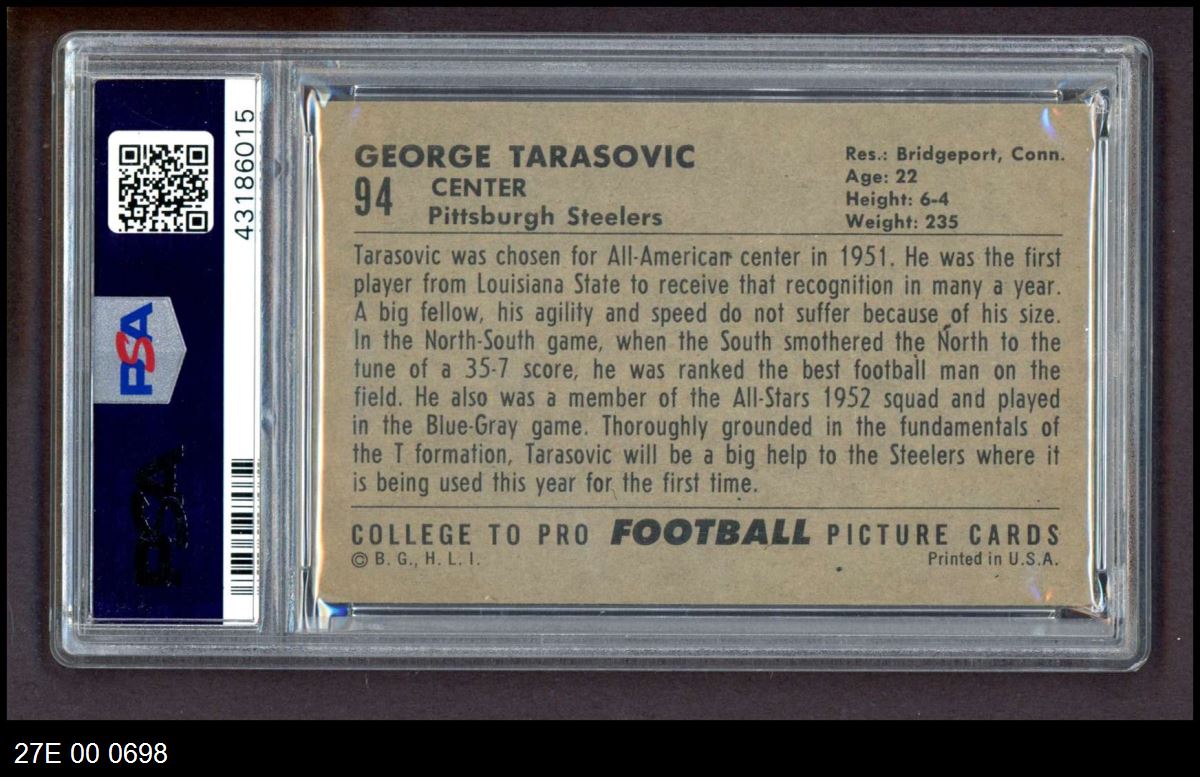 PSA
43186015
PSA
GEORGE TARASOVIC
94
CENTER
Pittsburgh Steelers
Res.: Bridgeport, Conn.
Age: 22
Height: 6-4
Weight: 235
Tarasovic was chosen for All-American center in 1951. He was the first
player from Louisiana State to receive that recognition in many a year.
A big fellow, his agility and speed do not suffer because of his size.
In the North-South game, when the South smothered the North to the
tune of a 35-7 score, he was ranked the best football man on the
field. He also was a member of the All-Stars 1952 squad and played
in the Blue-Gray game. Thoroughly grounded in the fundamentals of
the T formation, Tarasovic will be a big help to the Steelers where it
is being used this year for the first time.
COLLEGE TO PRO FOOTBALL PICTURE CARDS
© B. G., H. L. I.
Printed in U.S.A.
27E 00 0698